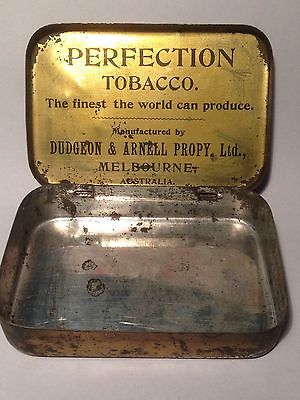 PERFECTION
TOBACCO.
The finest the world can produce.
Manufactured by
DUDGEON & ARNELL PROPY, Ltd.,
MELBOURNE,
AUSTRALIA.